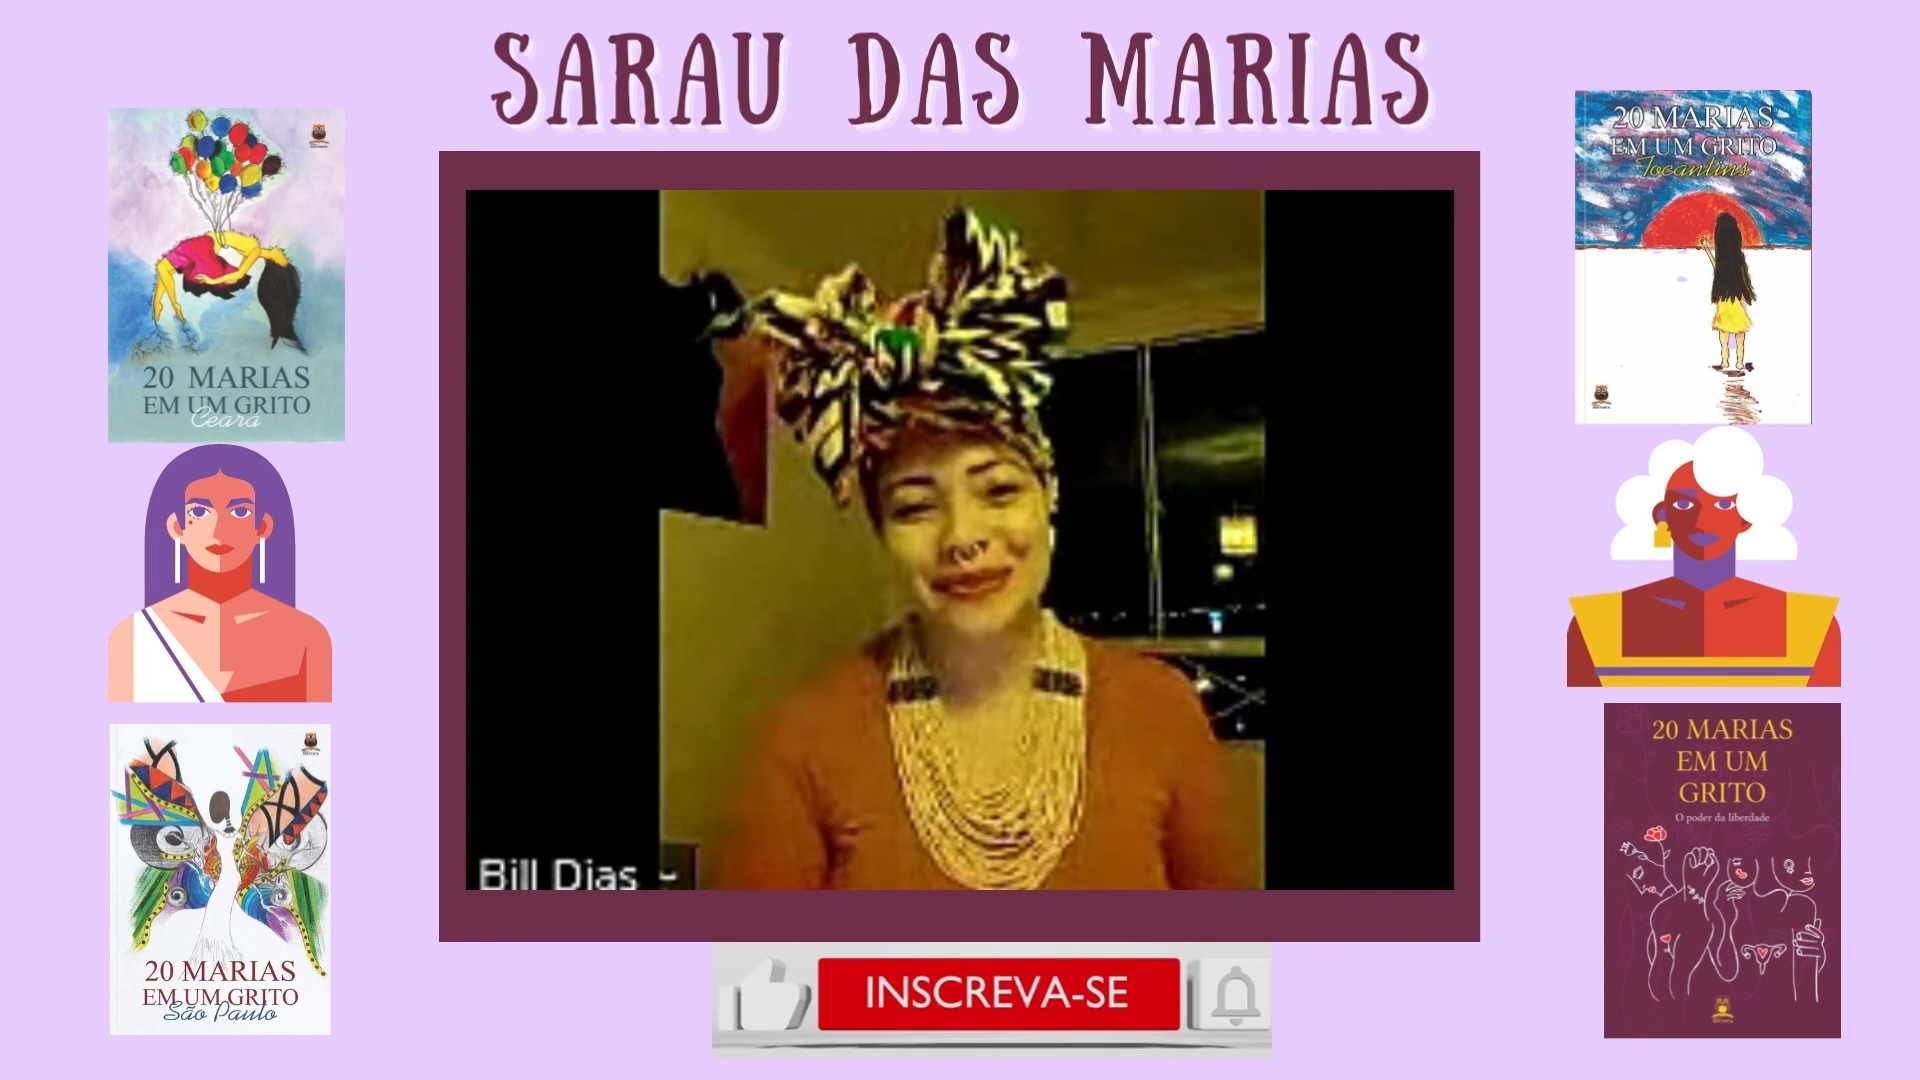 SARAU DAS MARIAS
20 MARIAS
EM UM GRITO
Ceará
20 MARIAS
EM UM GRITO
Tocantins
Bill Dias -
20 MARIAS
EM UM GRITO
São Paulo
20 MARIAS
EM UM
GRITO
O poder da liberdade
INSCREVA-SE